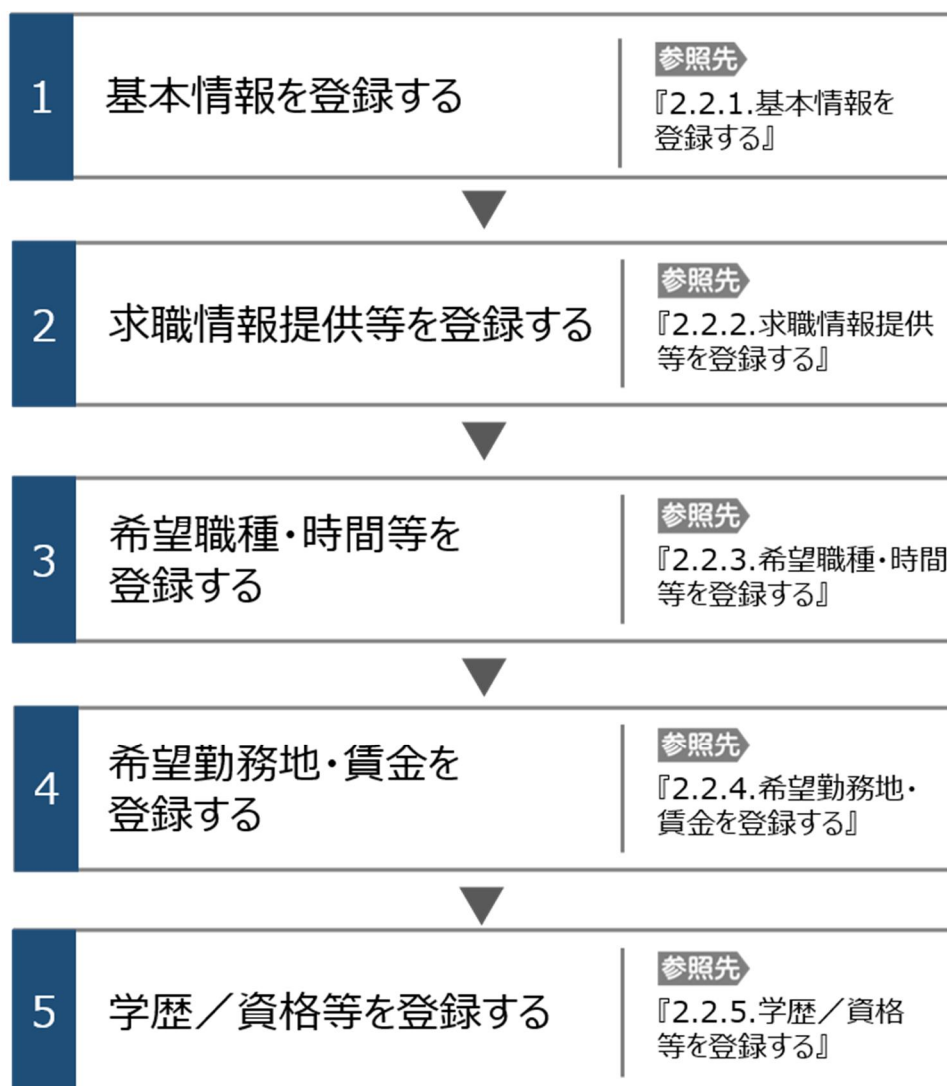 1
基本情報を登録する
参照先
『2.2.1.基本情報を
登録する』
2
求職情報提供等を登録する
参照先
『2.2.2.求職情報提供
等を登録する』
3
希望職種・時間等を
登録する
参照先
『2.2.3.希望職種・時間
等を登録する』
4
希望勤務地・賃金を
登録する
参照先
『2.2.4.希望勤務地・
賃金を登録する』
5
学歴／資格等を登録する
参照先
『2.2.5.学歴／資格
等を登録する』